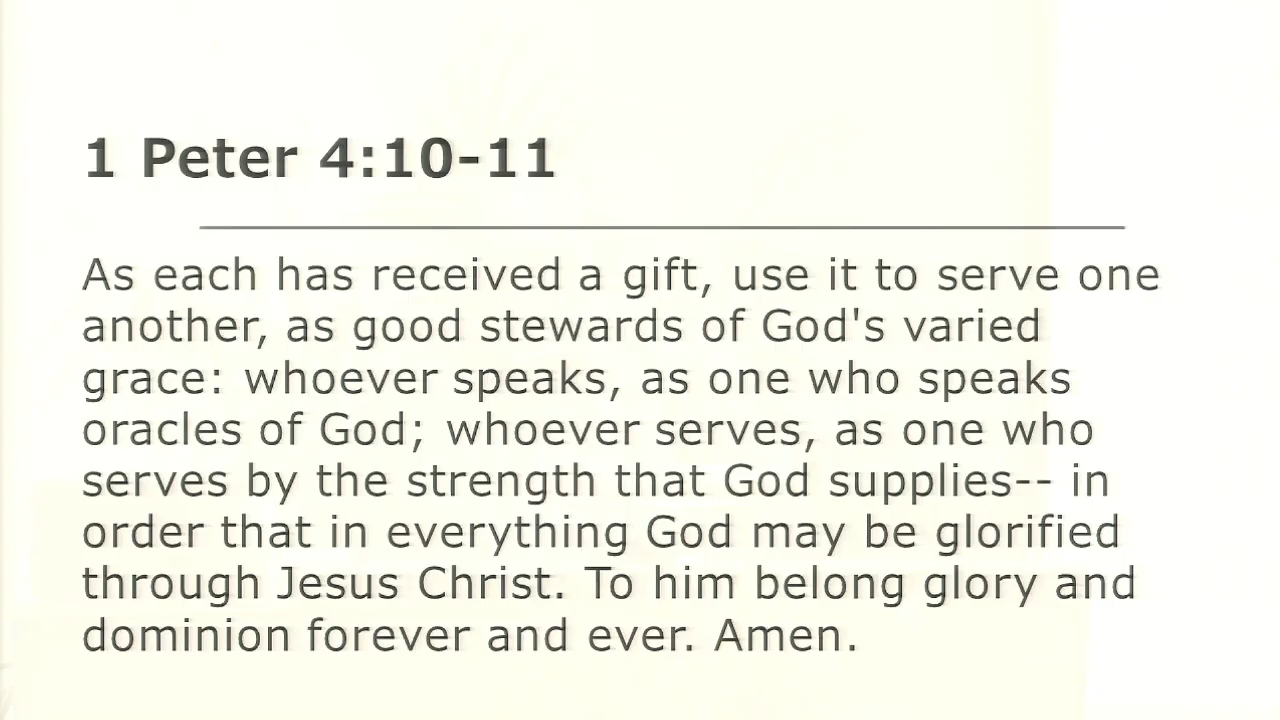 1 Peter 4:10-11
As each has received a gift, use it to serve one
another, as good stewards of God's varied
grace: whoever speaks, as one who speaks
oracles of God; whoever serves, as one who
serves by the strength that God supplies-- in
order that in everything God may be glorified
through Jesus Christ. To him belong glory and
dominion forever and ever. Amen.